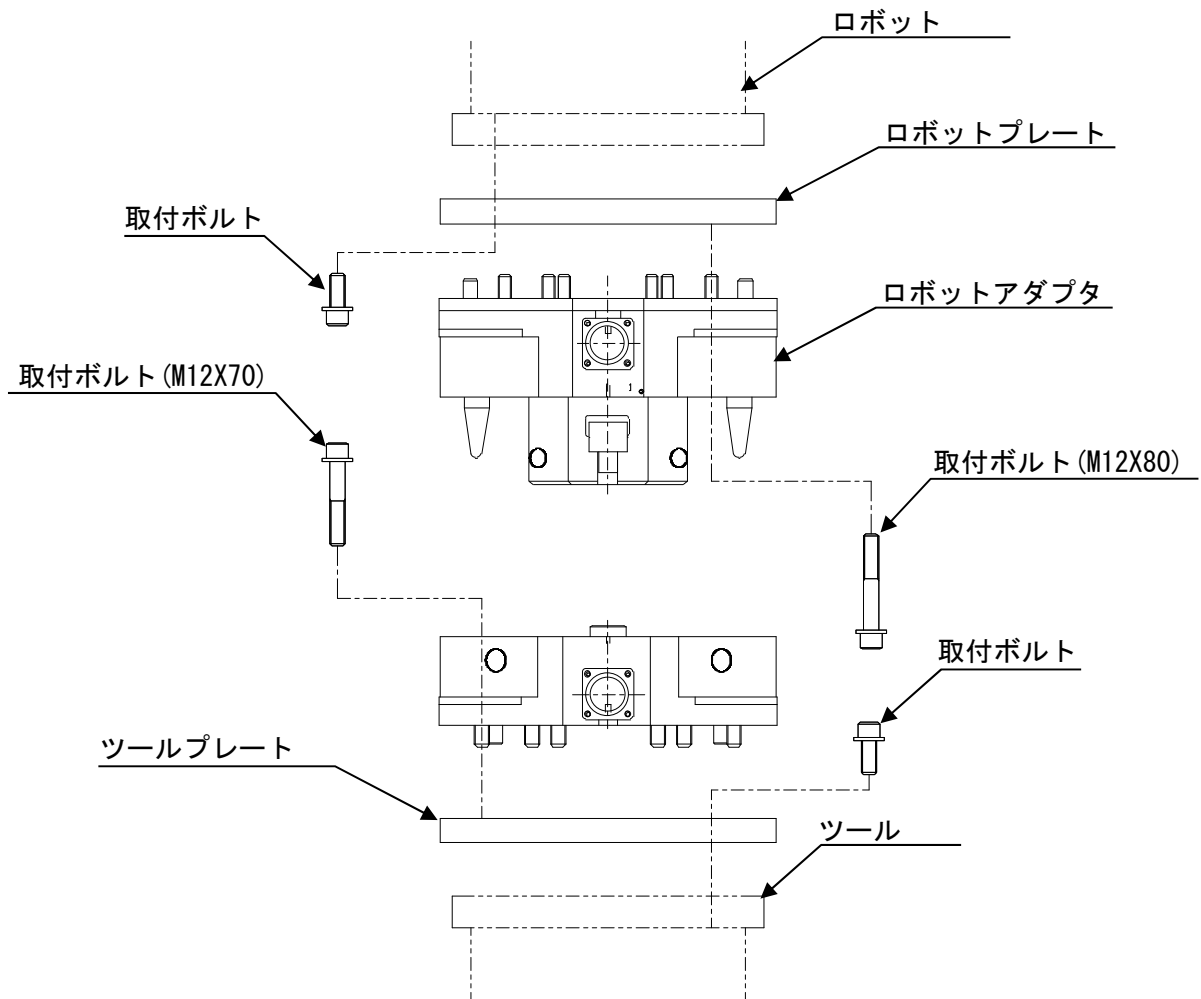 ロボット
ロボットプレート
取付ボルト
ロボットアダプタ
取付ボルト(M12X70)
1
取付ボルト(M12X80)
取付ボルト
ツールプレート
ツール